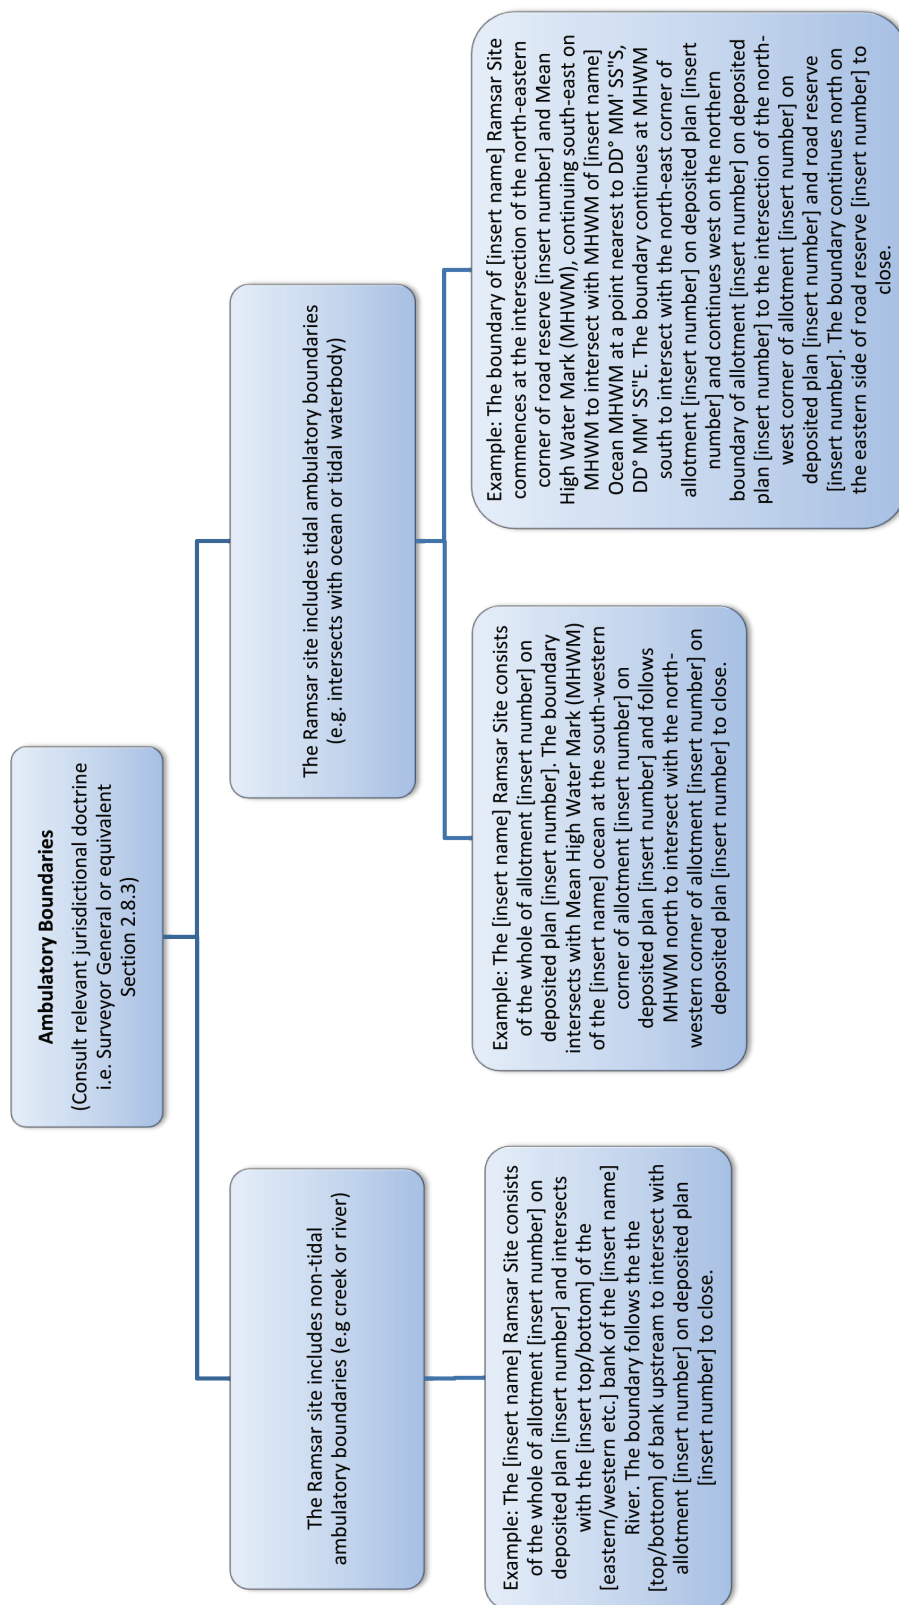 Ambulatory Boundaries
(Consult relevant jurisdictional doctrine
i.e. Surveyor General or equivalent
Section 2.8.3)
The Ramsar site includes non-tidal
ambulatory boundaries (e.g creek or river)
The Ramsar site includes tidal ambulatory boundaries
(e.g. intersects with ocean or tidal waterbody)
Example: The [insert name] Ramsar Site consists
of the whole of allotment [insert number] on
deposited plan [insert number] and intersects
with the [insert top/bottom] of the
[eastern/western etc.] bank of the [insert name]
River. The boundary follows the the
[top/bottom] of bank upstream to intersect with
allotment [insert number] on deposited plan
[insert number] to close.
Example: The [insert name] Ramsar Site consists
of the whole of allotment [insert number] on
deposited plan [insert number]. The boundary
intersects with Mean High Water Mark (MHWM)
of the [insert name] ocean at the south-western
corner of allotment [insert number] on
deposited plan [insert number] and follows
MHWM north to intersect with the north-
western corner of allotment [insert number] on
deposited plan [insert number] to close.
Example: The boundary of [insert name] Ramsar Site
commences at the intersection of the north-eastern
corner of road reserve [insert number] and Mean
High Water Mark (MHWM), continuing south-east on
MHWM to intersect with MHWM of [insert name]
Ocean MHWM at a point nearest to DD° MM' SS"S,
DD° MM' SS"E. The boundary continues at MHWM
south to intersect with the north-east corner of
allotment [insert number] on deposited plan [insert
number] and continues west on the northern
boundary of allotment [insert number] on deposited
plan [insert number] to the intersection of the north-
west corner of allotment [insert number] on
deposited plan [insert number] and road reserve
[insert number]. The boundary continues north on
the eastern side of road reserve [insert number] to
close.